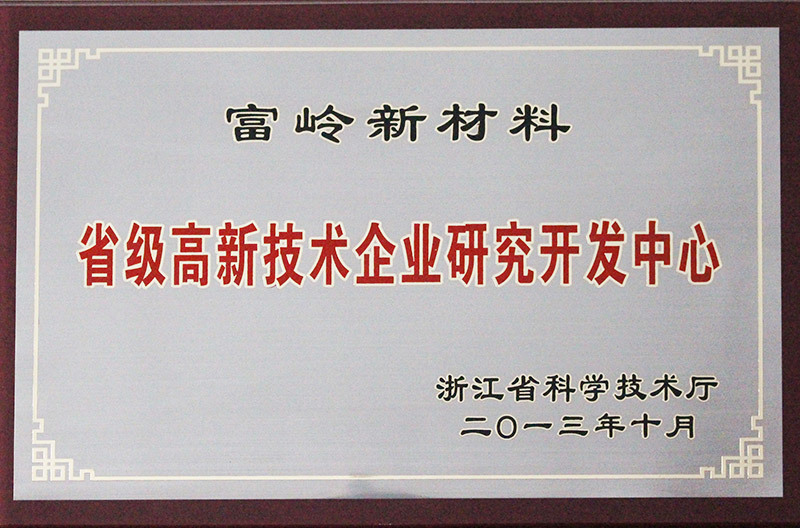 富岭新材料
省级高新技术企业研究开发中心
浙江省科学技术厅
二〇一三年十月